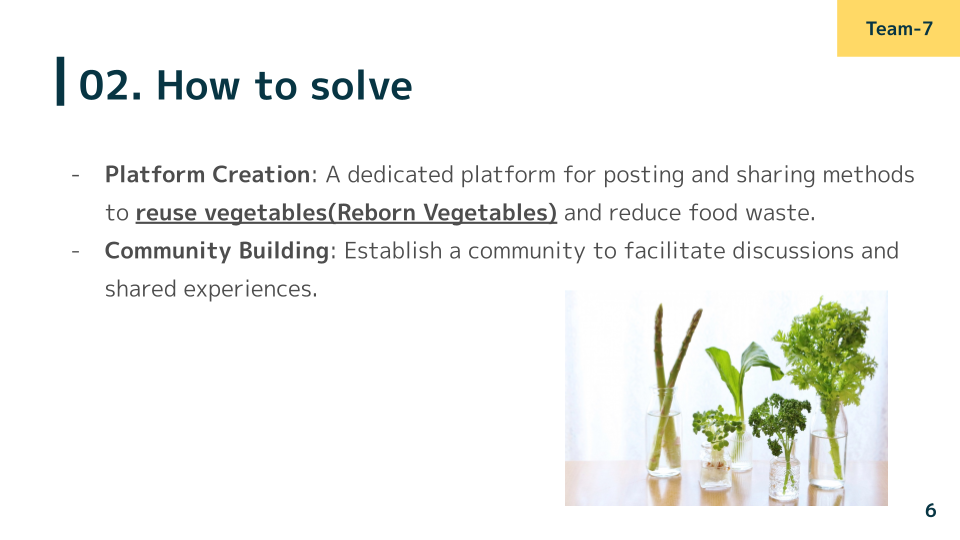 Team-7
02. How to solve
- Platform Creation: A dedicated platform for posting and sharing methods
to reuse vegetables(Reborn Vegetables) and reduce food waste.
- Community Building: Establish a community to facilitate discussions and
shared experiences.
6